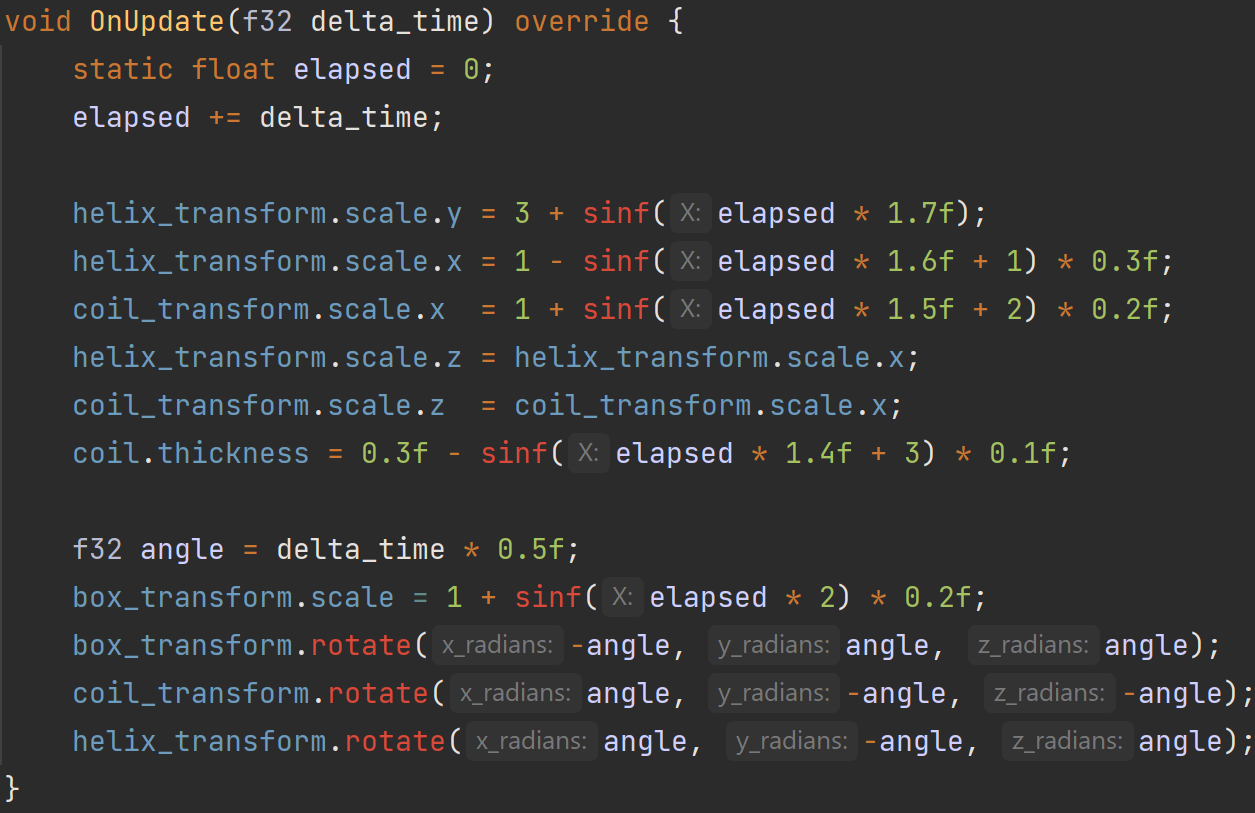 void OnUpdate(f32 delta_time) override {
    static float elapsed = 0;
    elapsed += delta_time;

    helix_transform.scale.y = 3 + sinf( X: elapsed * 1.7f);
    helix_transform.scale.x = 1 - sinf( X: elapsed * 1.6f + 1) * 0.3f;
    coil_transform.scale.x  = 1 + sinf( X: elapsed * 1.5f + 2) * 0.2f;
    helix_transform.scale.z = helix_transform.scale.x;
    coil_transform.scale.z  = coil_transform.scale.x;
    coil.thickness = 0.3f - sinf( X: elapsed * 1.4f + 3) * 0.1f;

    f32 angle = delta_time * 0.5f;
    box_transform.scale = 1 + sinf( X: elapsed * 2) * 0.2f;
    box_transform.rotate( x_radians: -angle, y_radians: angle, z_radians: angle);
    coil_transform.rotate( x_radians: angle, y_radians: -angle, z_radians: -angle);
    helix_transform.rotate( x_radians: angle, y_radians: -angle, z_radians: angle);
}